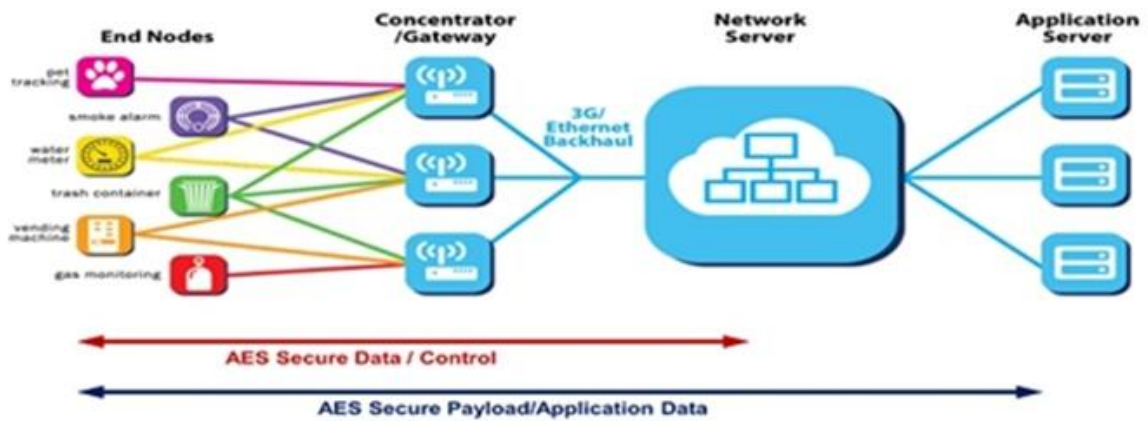 End Nodes
Concentrator
/Gateway
Network
Server
Application
Server
pet
tracking
smoke alarm
water
meter
trash container
vending
machine
gas monitoring
3G/
Ethernet
Backhaul
AES Secure Data / Control
AES Secure Payload/Application Data